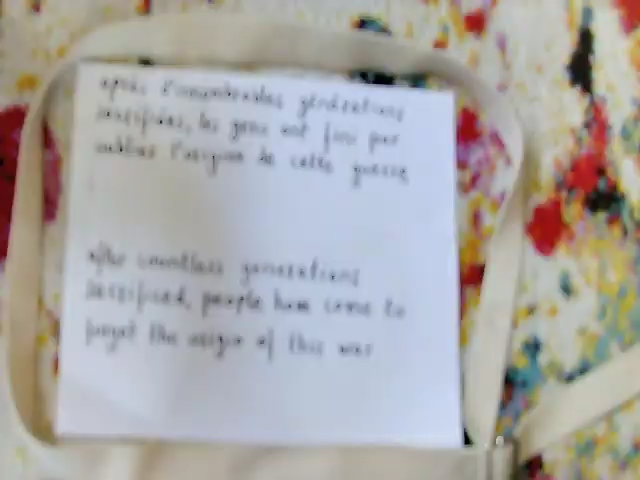 après d'innombrables générations
sacrifiées, les gens ont fini par
oublier l'origine de cette guerre
after countless generations
sacrificed, people have come to
forget the origin of this war